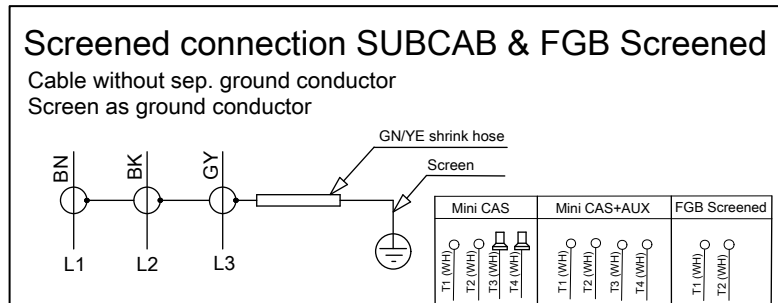 Screened connection SUBCAB & FGB Screened
Cable without sep. ground conductor
Screen as ground conductor
GN/YE shrink hose
Screen
BN
BK
GY
L1
L2
L3
Mini CAS
Mini CAS+AUX
FGB Screened
T1 (WH)
T2 (WH)
T3 (WH)
T4 (WH)
T1 (WH)
T2 (WH)
T3 (WH)
T4 (WH)
T1 (WH)
T2 (WH)